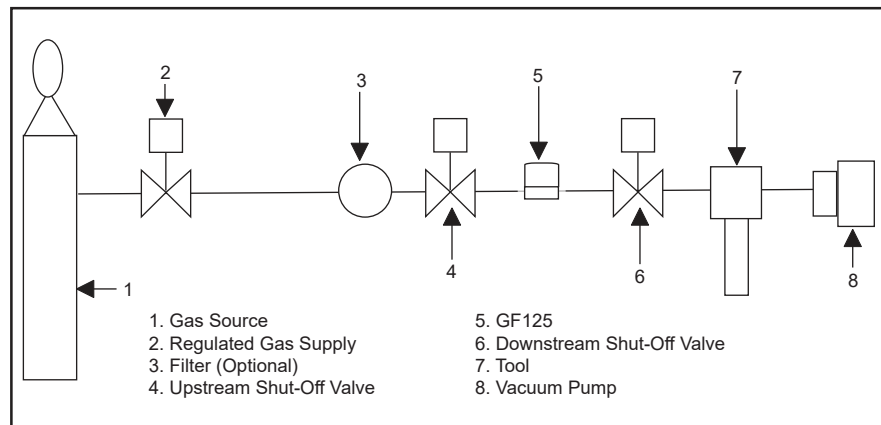 2
3
5
7
4
6
8
1
1. Gas Source
2. Regulated Gas Supply
3. Filter (Optional)
4. Upstream Shut-Off Valve
5. GF125
6. Downstream Shut-Off Valve
7. Tool
8. Vacuum Pump